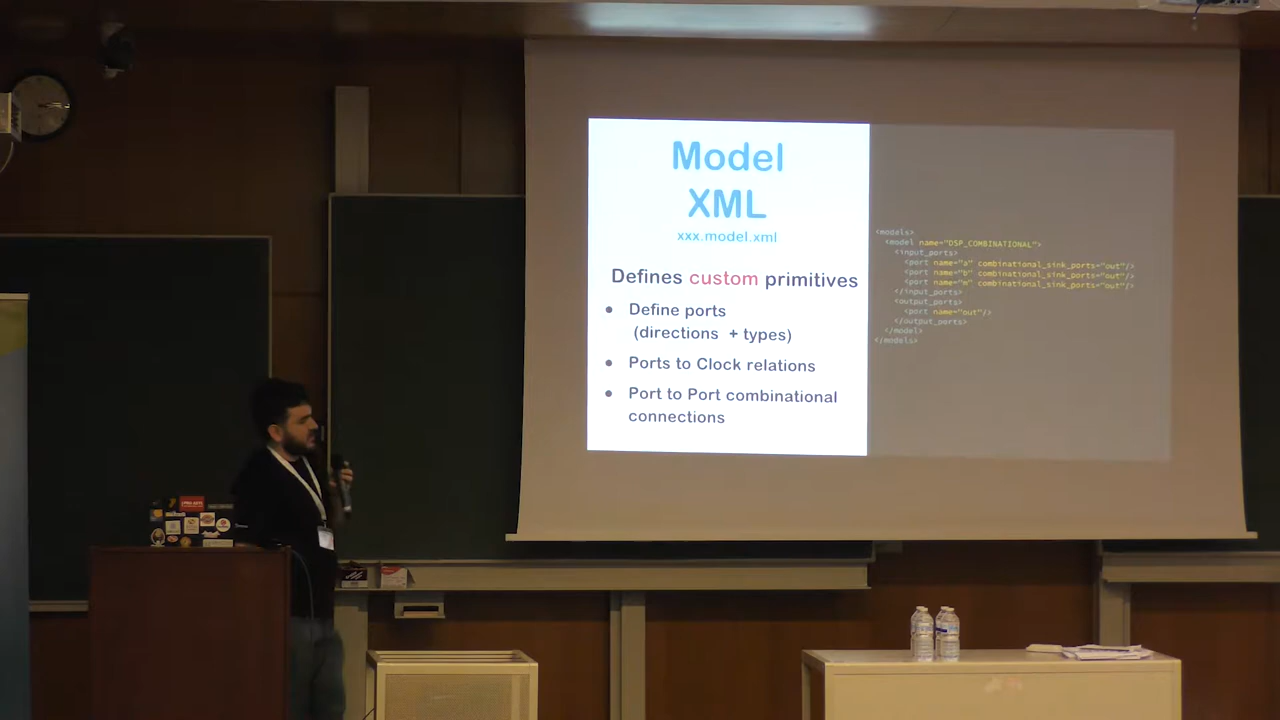 Model
XML
xxx.model.xml
Defines custom primitives
● Define ports
(directions + types)
● Ports to Clock relations
● Port to Port combinational
connections
<models>
<model name="DSP_COMBINATIONAL">
<input_ports>
<port name="a" combinational_sink_ports="out"/>
<port name="b" combinational_sink_ports="out"/>
<port name="m" combinational_sink_ports="out"/>
</input_ports>
<output_ports>
<port name="out"/>
</output_ports>
</model>
</models>